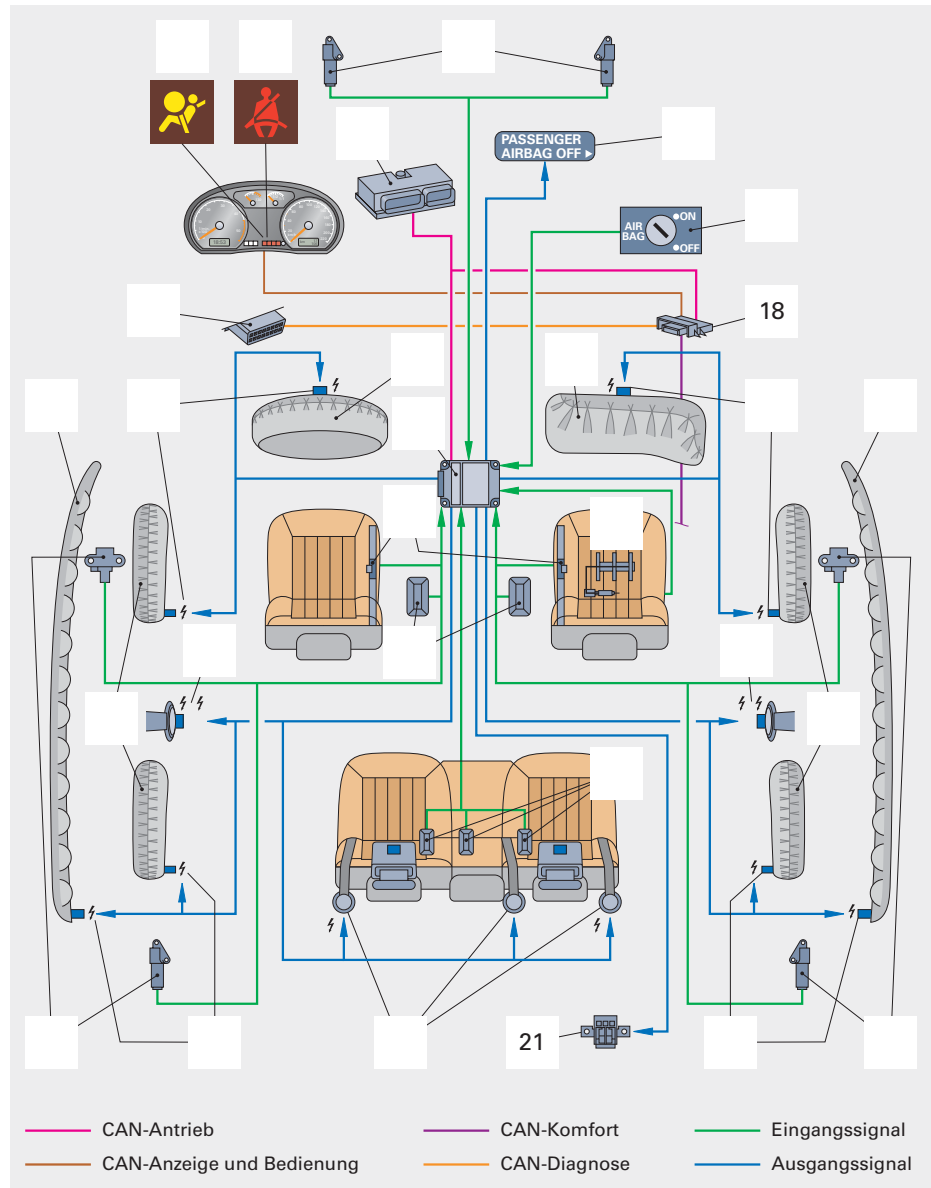 PASSENGER
AIRBAG OFF ▶
ON
AIR
BAG
OFF
18
21
CAN-Antrieb
CAN-Komfort
Eingangssignal
CAN-Anzeige und Bedienung
CAN-Diagnose
Ausgangssignal